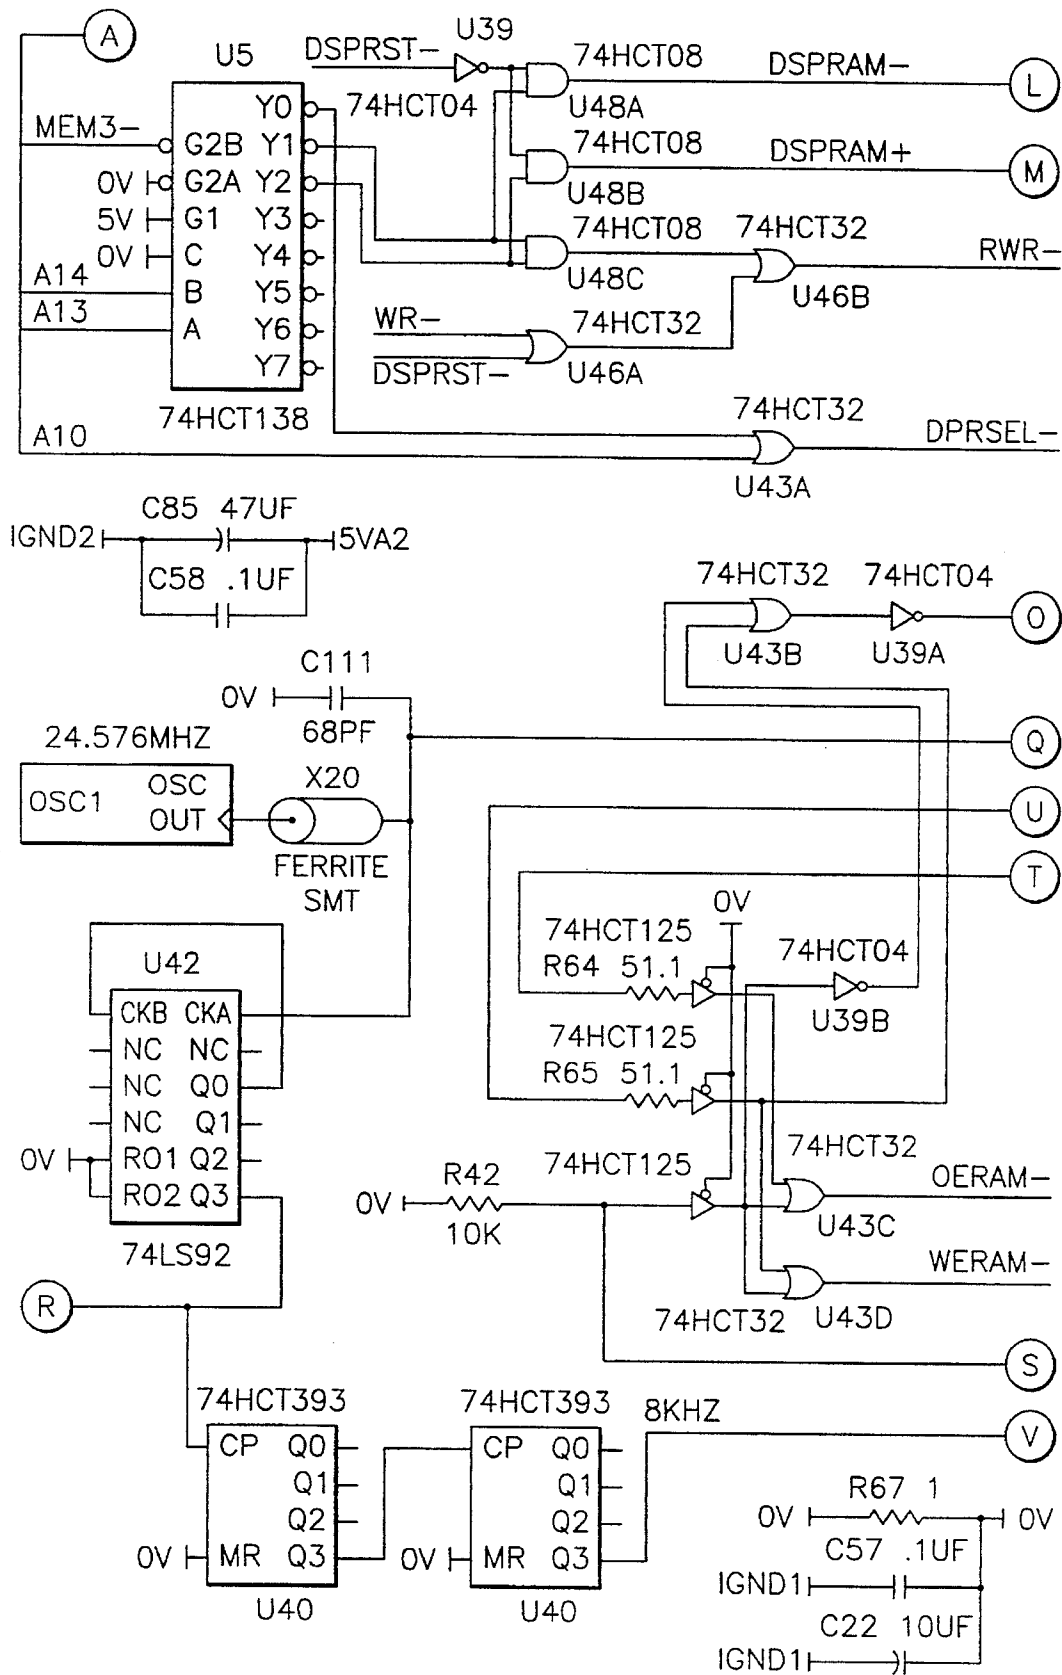 A
U5
DSPRST-
U39
74HCT08
DSPRAM-
L
74HCT04
U48A
MEM3-
G2B
Y0
Y1
74HCT08
DSPRAM+
M
0V
G2A
Y2
U48B
5V
G1
Y3
74HCT08
74HCT32
RWR-
0V
C
Y4
U48C
U46B
A14
B
Y5
A13
A
Y6
WR-
74HCT32
Y7
DSPRST-
U46A
74HCT138
74HCT32
A10
DPRSEL-
U43A
C85 47UF
IGND2
5VA2
C58 .1UF
74HCT32
74HCT04
O
U43B
U39A
C111
0V
68PF
Q
24.576MHZ
OSC1
OSC
OUT
X20
FERRITE
SMT
U
T
0V
74HCT125
74HCT04
R64 51.1
U39B
U42
CKB CKA
NC NC
NC Q0
NC Q1
0V
RO1 Q2
RO2 Q3
74LS92
74HCT125
R65 51.1
74HCT32
74HCT125
OERAM-
R42
0V
10K
U43C
WERAM-
74HCT32
U43D
R
S
74HCT393
74HCT393
8KHZ
V
CP Q0
Q1
Q2
0V
MR Q3
U40
CP Q0
Q1
Q2
0V
MR Q3
U40
R67 1
0V
0V
C57 .1UF
IGND1
C22 10UF
IGND1